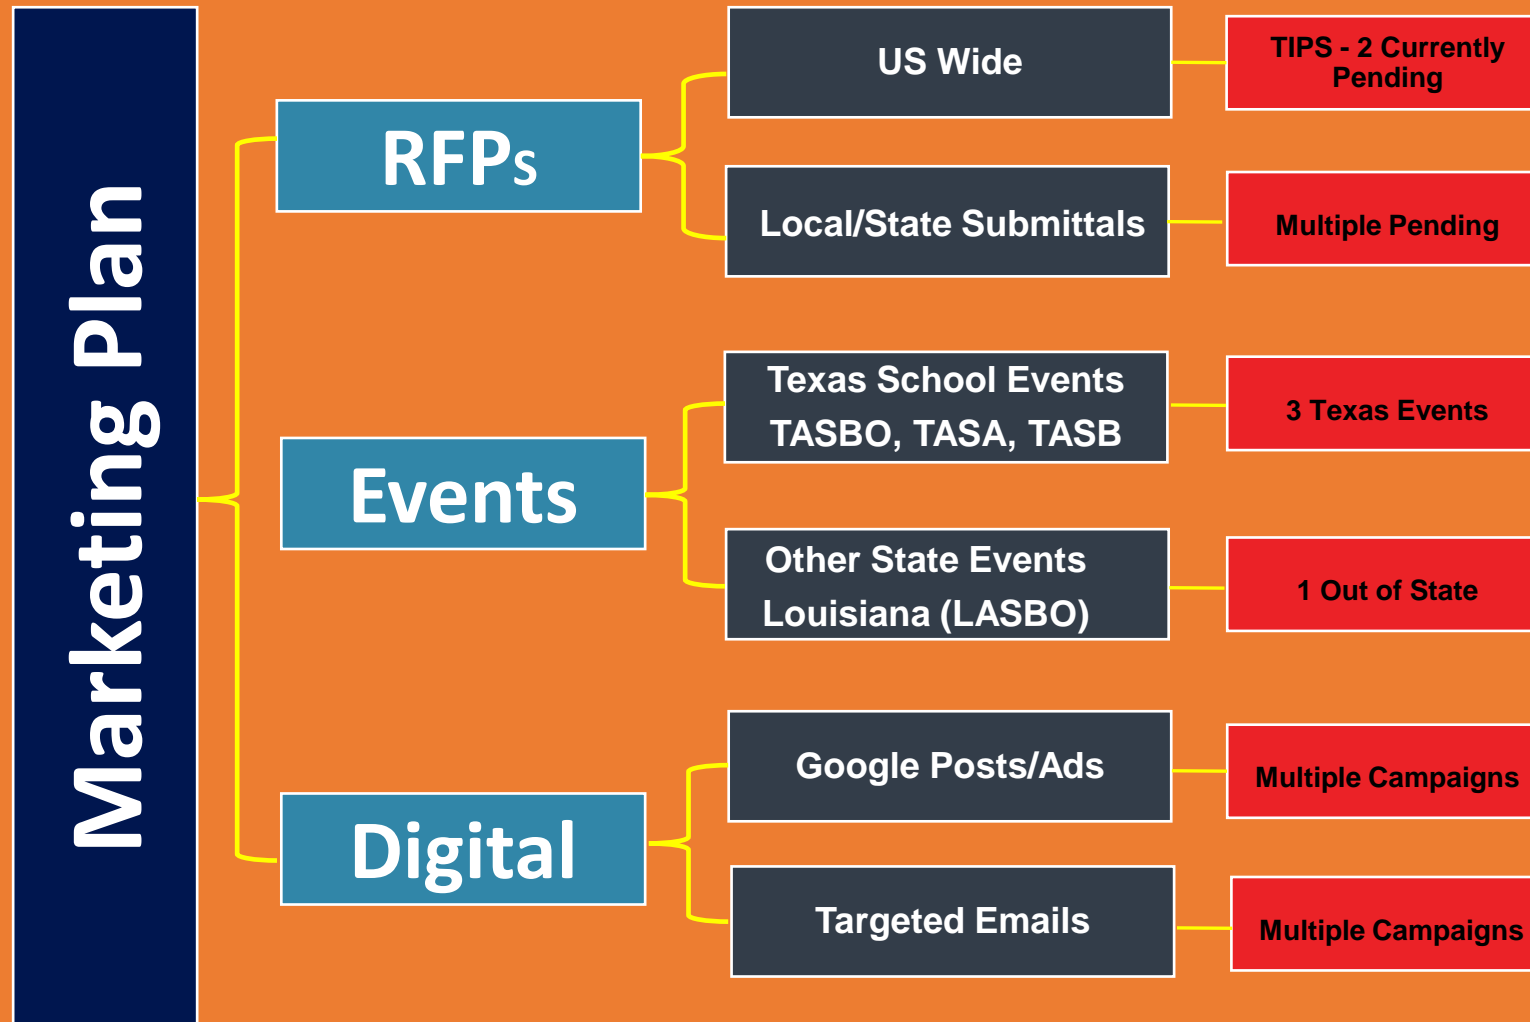 Marketing Plan
RFPs
US Wide
TIPS - 2 Currently
Pending
Local/State Submittals
Multiple Pending
Events
Texas School Events
TASBO, TASA, TASB
3 Texas Events
Other State Events
Louisiana (LASBO)
1 Out of State
Digital
Google Posts/Ads
Multiple Campaigns
Targeted Emails
Multiple Campaigns